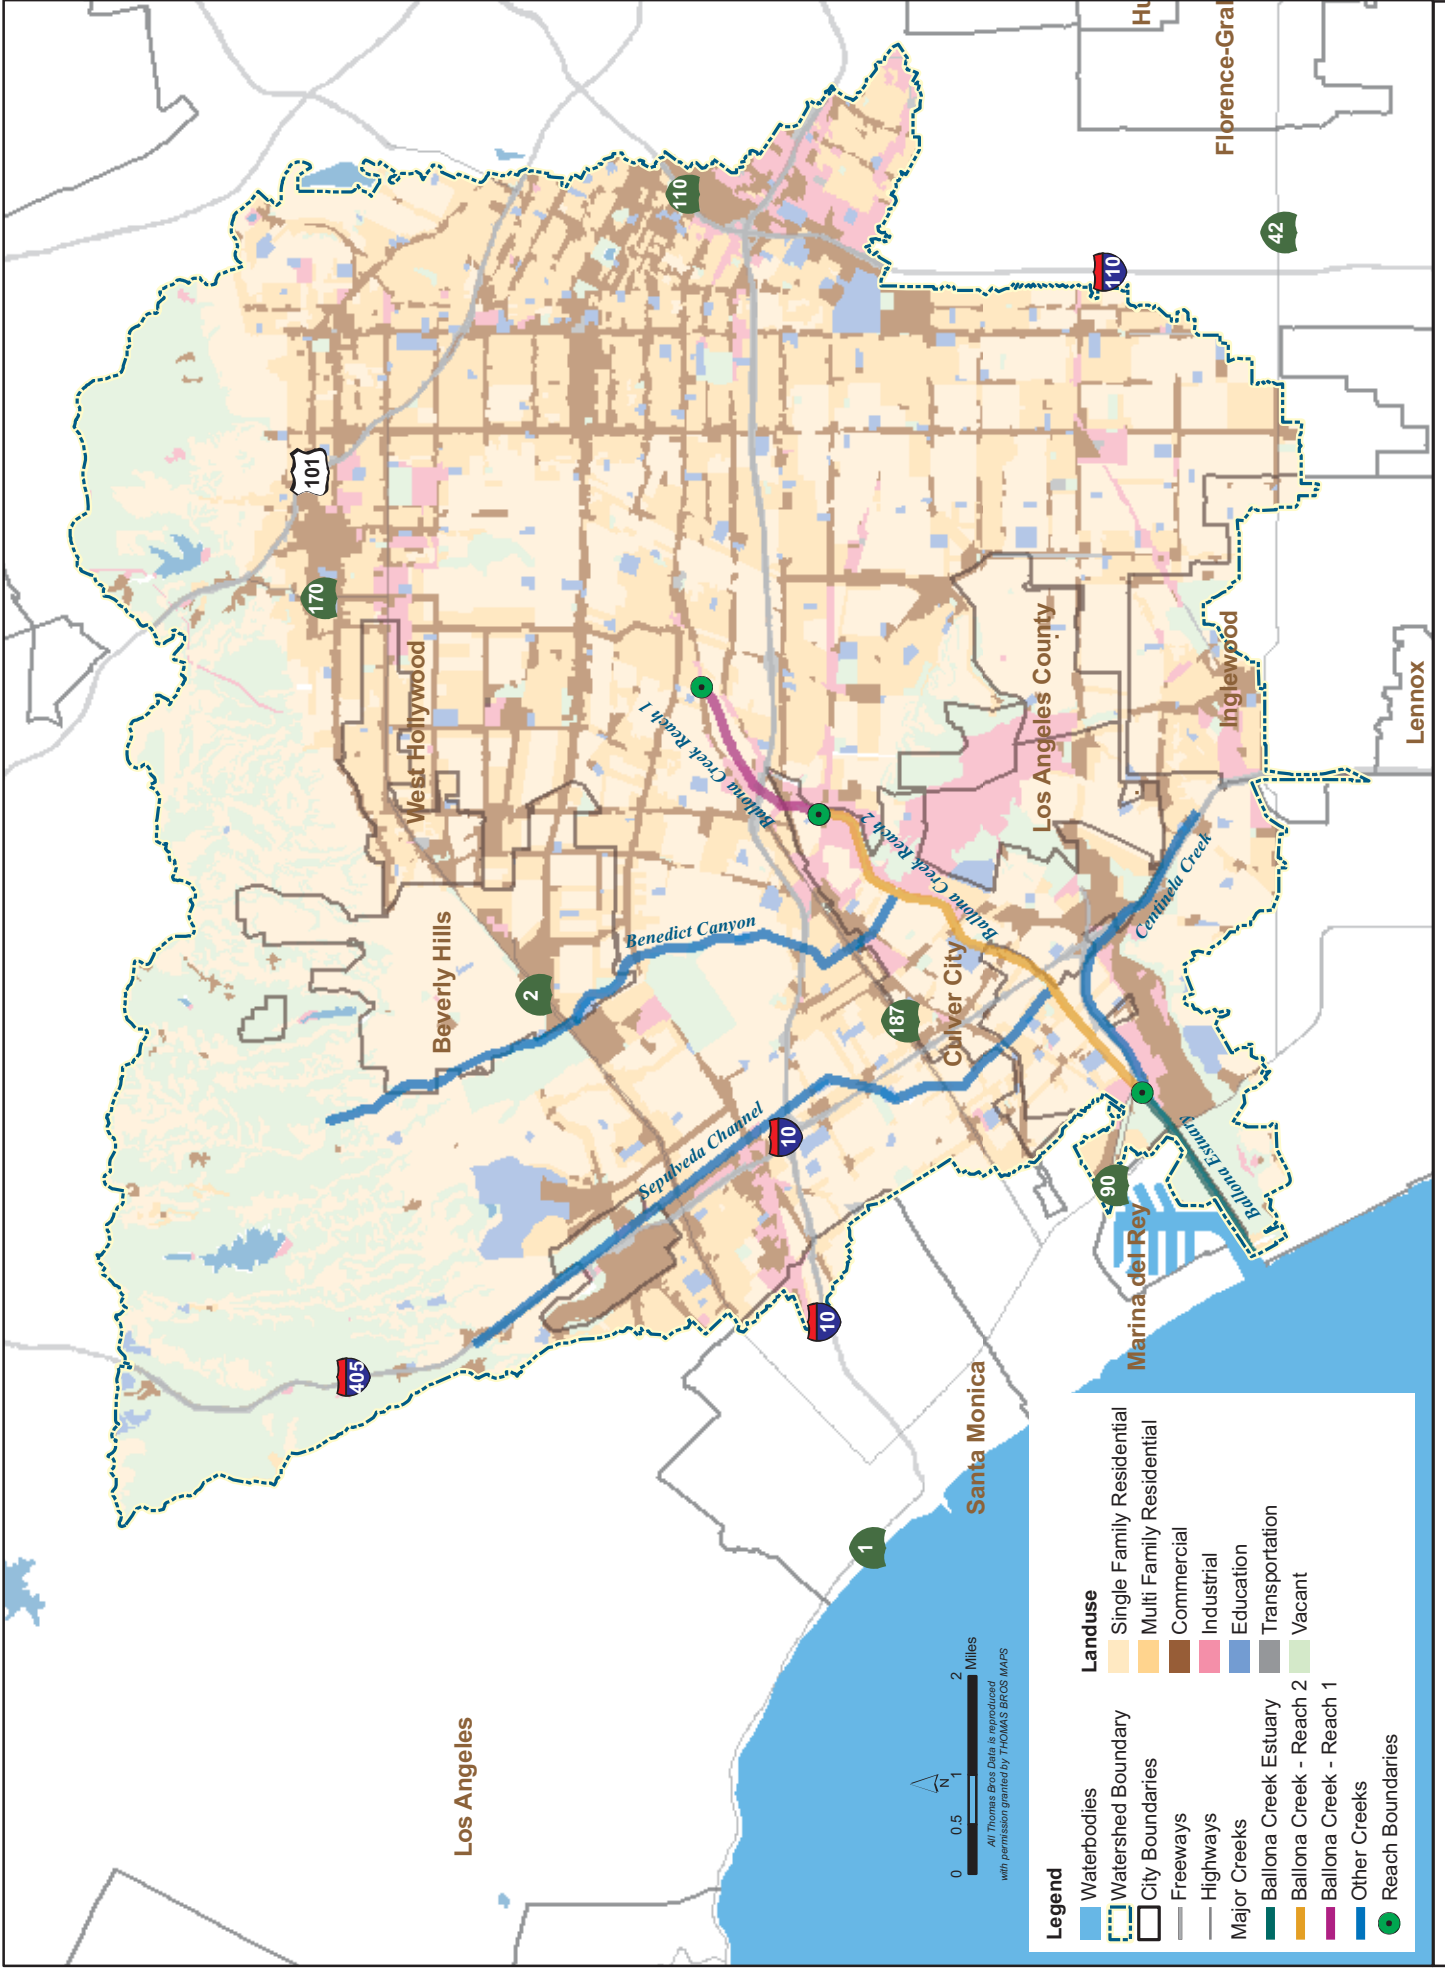 101
170
110
110
42
2
405
10
10
187
90
1
Hu
Florence-Gral
West Hollywood
Beverly Hills
Los Angeles County
Inglewood
Lennox
Culver City
Marina del Rey
Santa Monica
Los Angeles
Ballona Creek Reach 1
Ballona Creek Reach 2
Benedict Canyon
Sepulveda Channel
Centinela Creek
Ballona Estuary
N
0 0.5 1 2
Miles
All Thomas Bros Data is reproduced
with permission granted by THOMAS BROS MAPS
Legend
Waterbodies
Watershed Boundary
City Boundaries
Freeways
Highways
Major Creeks
Ballona Creek Estuary
Ballona Creek - Reach 2
Ballona Creek - Reach 1
Other Creeks
Reach Boundaries
Landuse
Single Family Residential
Multi Family Residential
Commercial
Industrial
Education
Transportation
Vacant